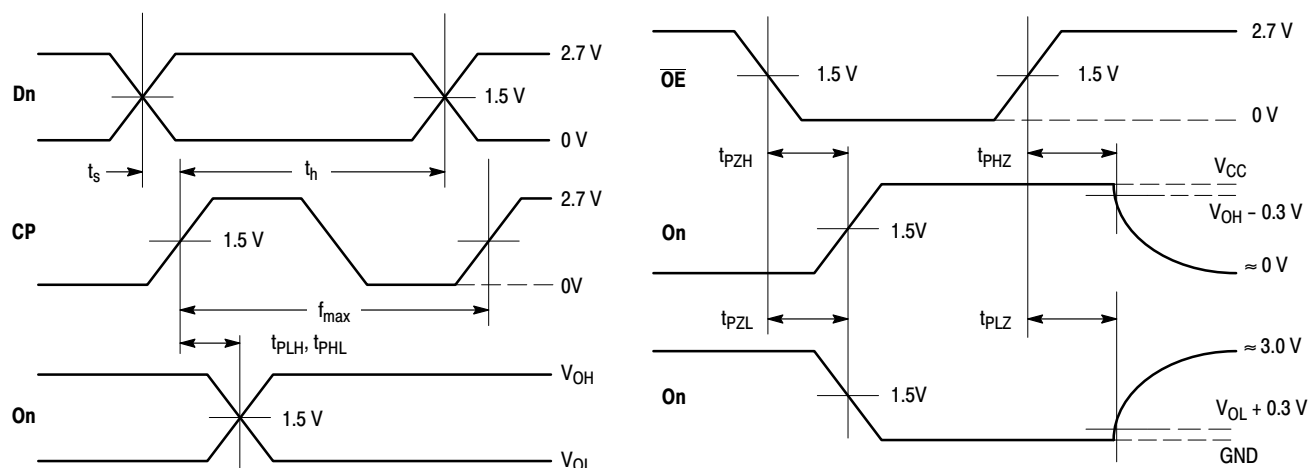 Dn
2.7 V
1.5 V
0 V
ts
th
CP
2.7 V
1.5 V
0V
fmax
tPLH, tPHL
On
VOH
1.5 V
VOL
OE
2.7 V
1.5 V
1.5 V
0 V
tPZH
tPHZ
VCC
VOH – 0.3 V
On
1.5V
≈ 0 V
tPZL
tPLZ
≈ 3.0 V
On
1.5V
VOL + 0.3 V
GND